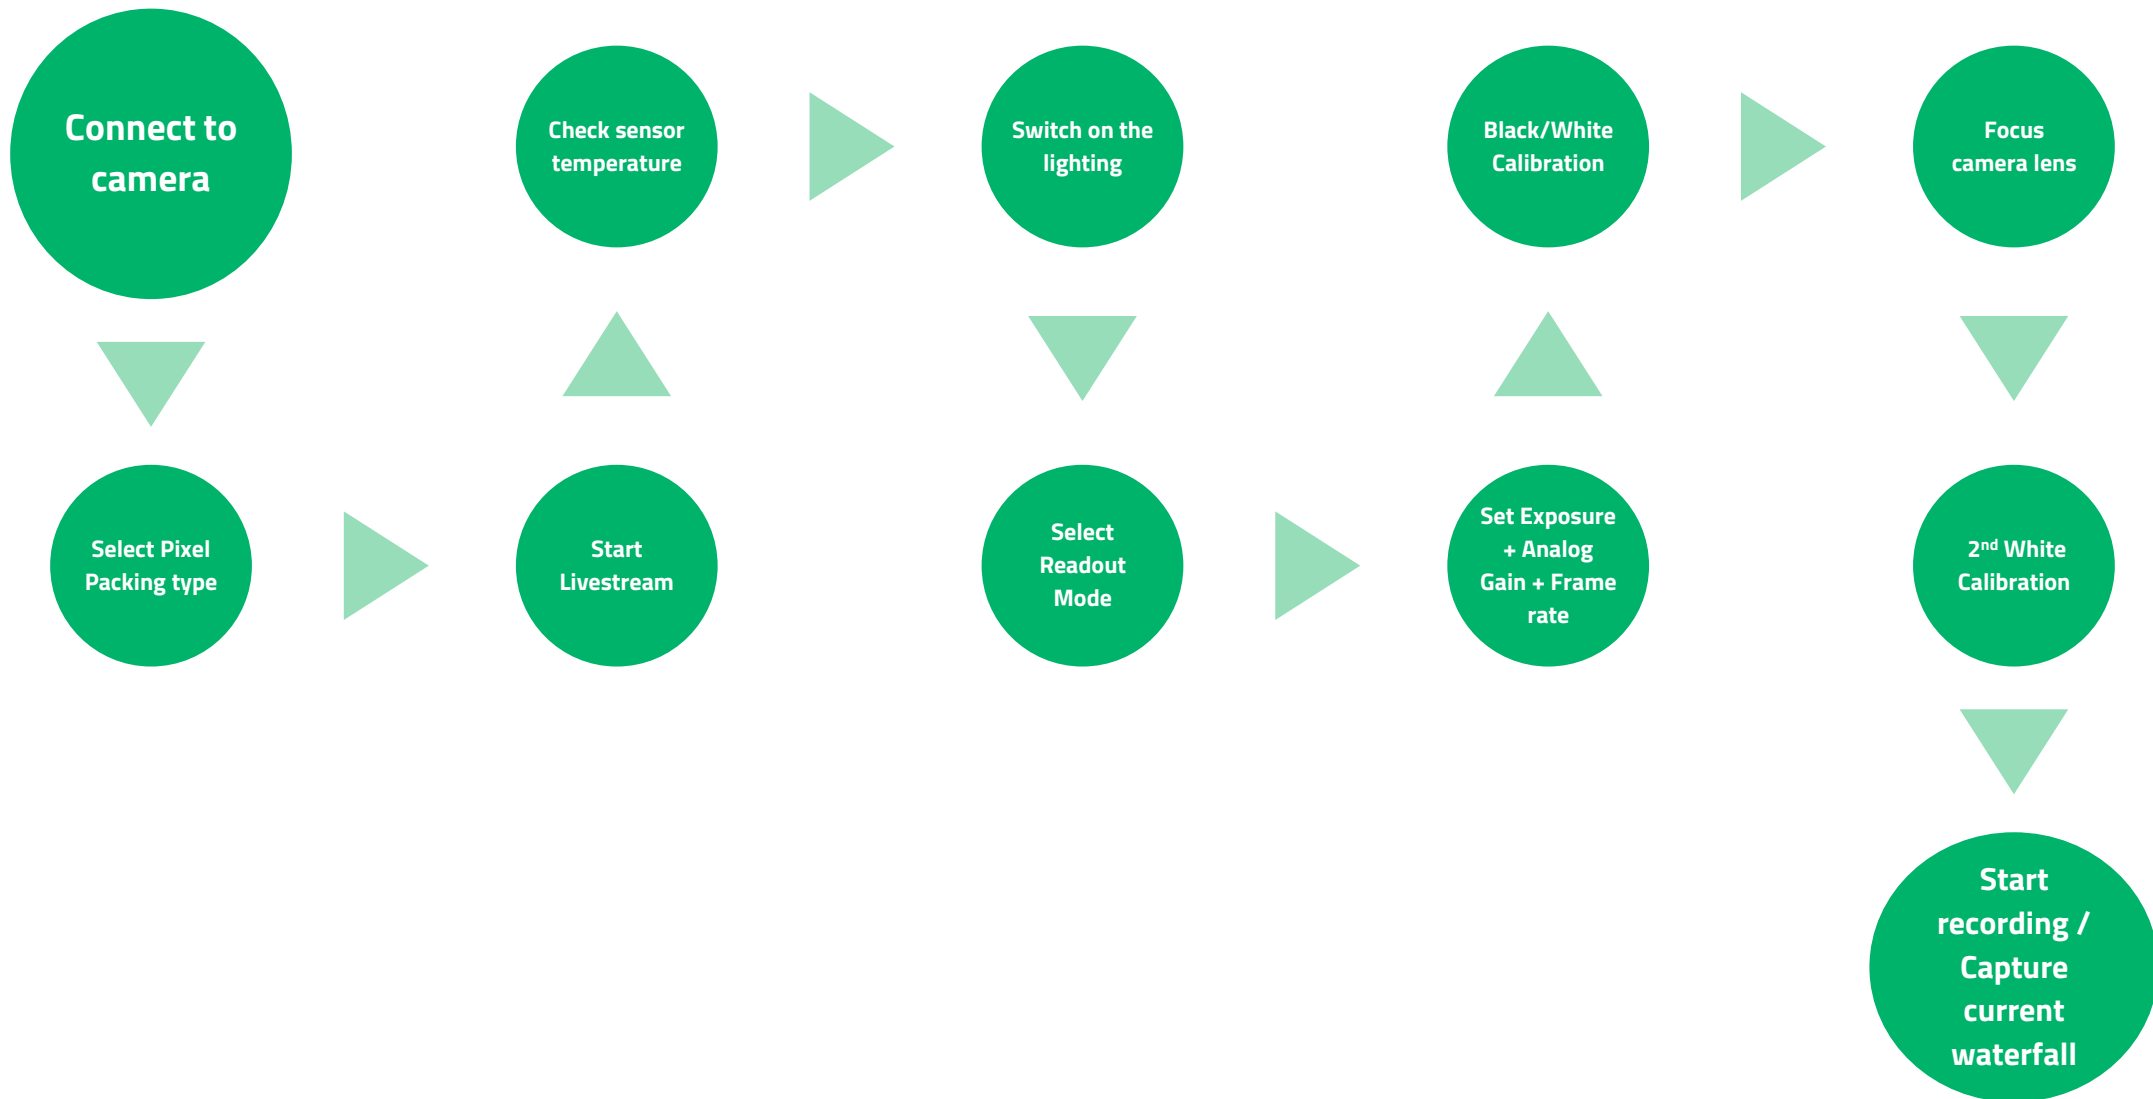 Connect to
camera
Select Pixel
Packing type
Start
Livestream
Check sensor
temperature
Switch on the
lighting
Select
Readout
Mode
Set Exposure
+ Analog
Gain + Frame
rate
Black/White
Calibration
Focus
camera lens
2nd White
Calibration
Start
recording /
Capture
current
waterfall